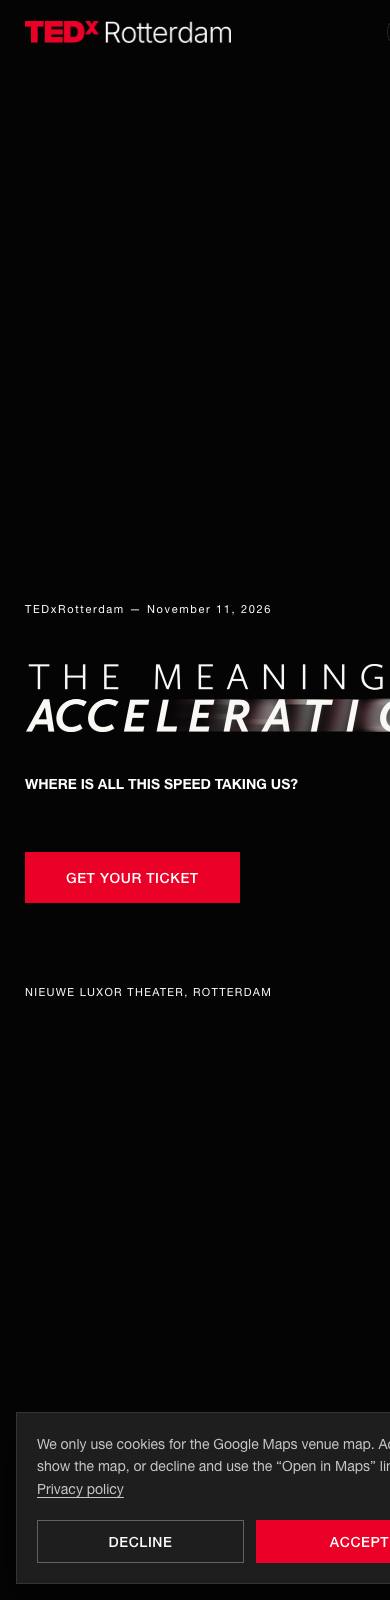 TEDx Rotterdam
TEDxRotterdam — November 11, 2026
THE MEANING
ACCELERATI
WHERE IS ALL THIS SPEED TAKING US?
GET YOUR TICKET
NIEUWE LUXOR THEATER, ROTTERDAM
We only use cookies for the Google Maps venue map.
show the map, or decline and use the “Open in Maps”
Privacy policy
DECLINE
ACCEPT